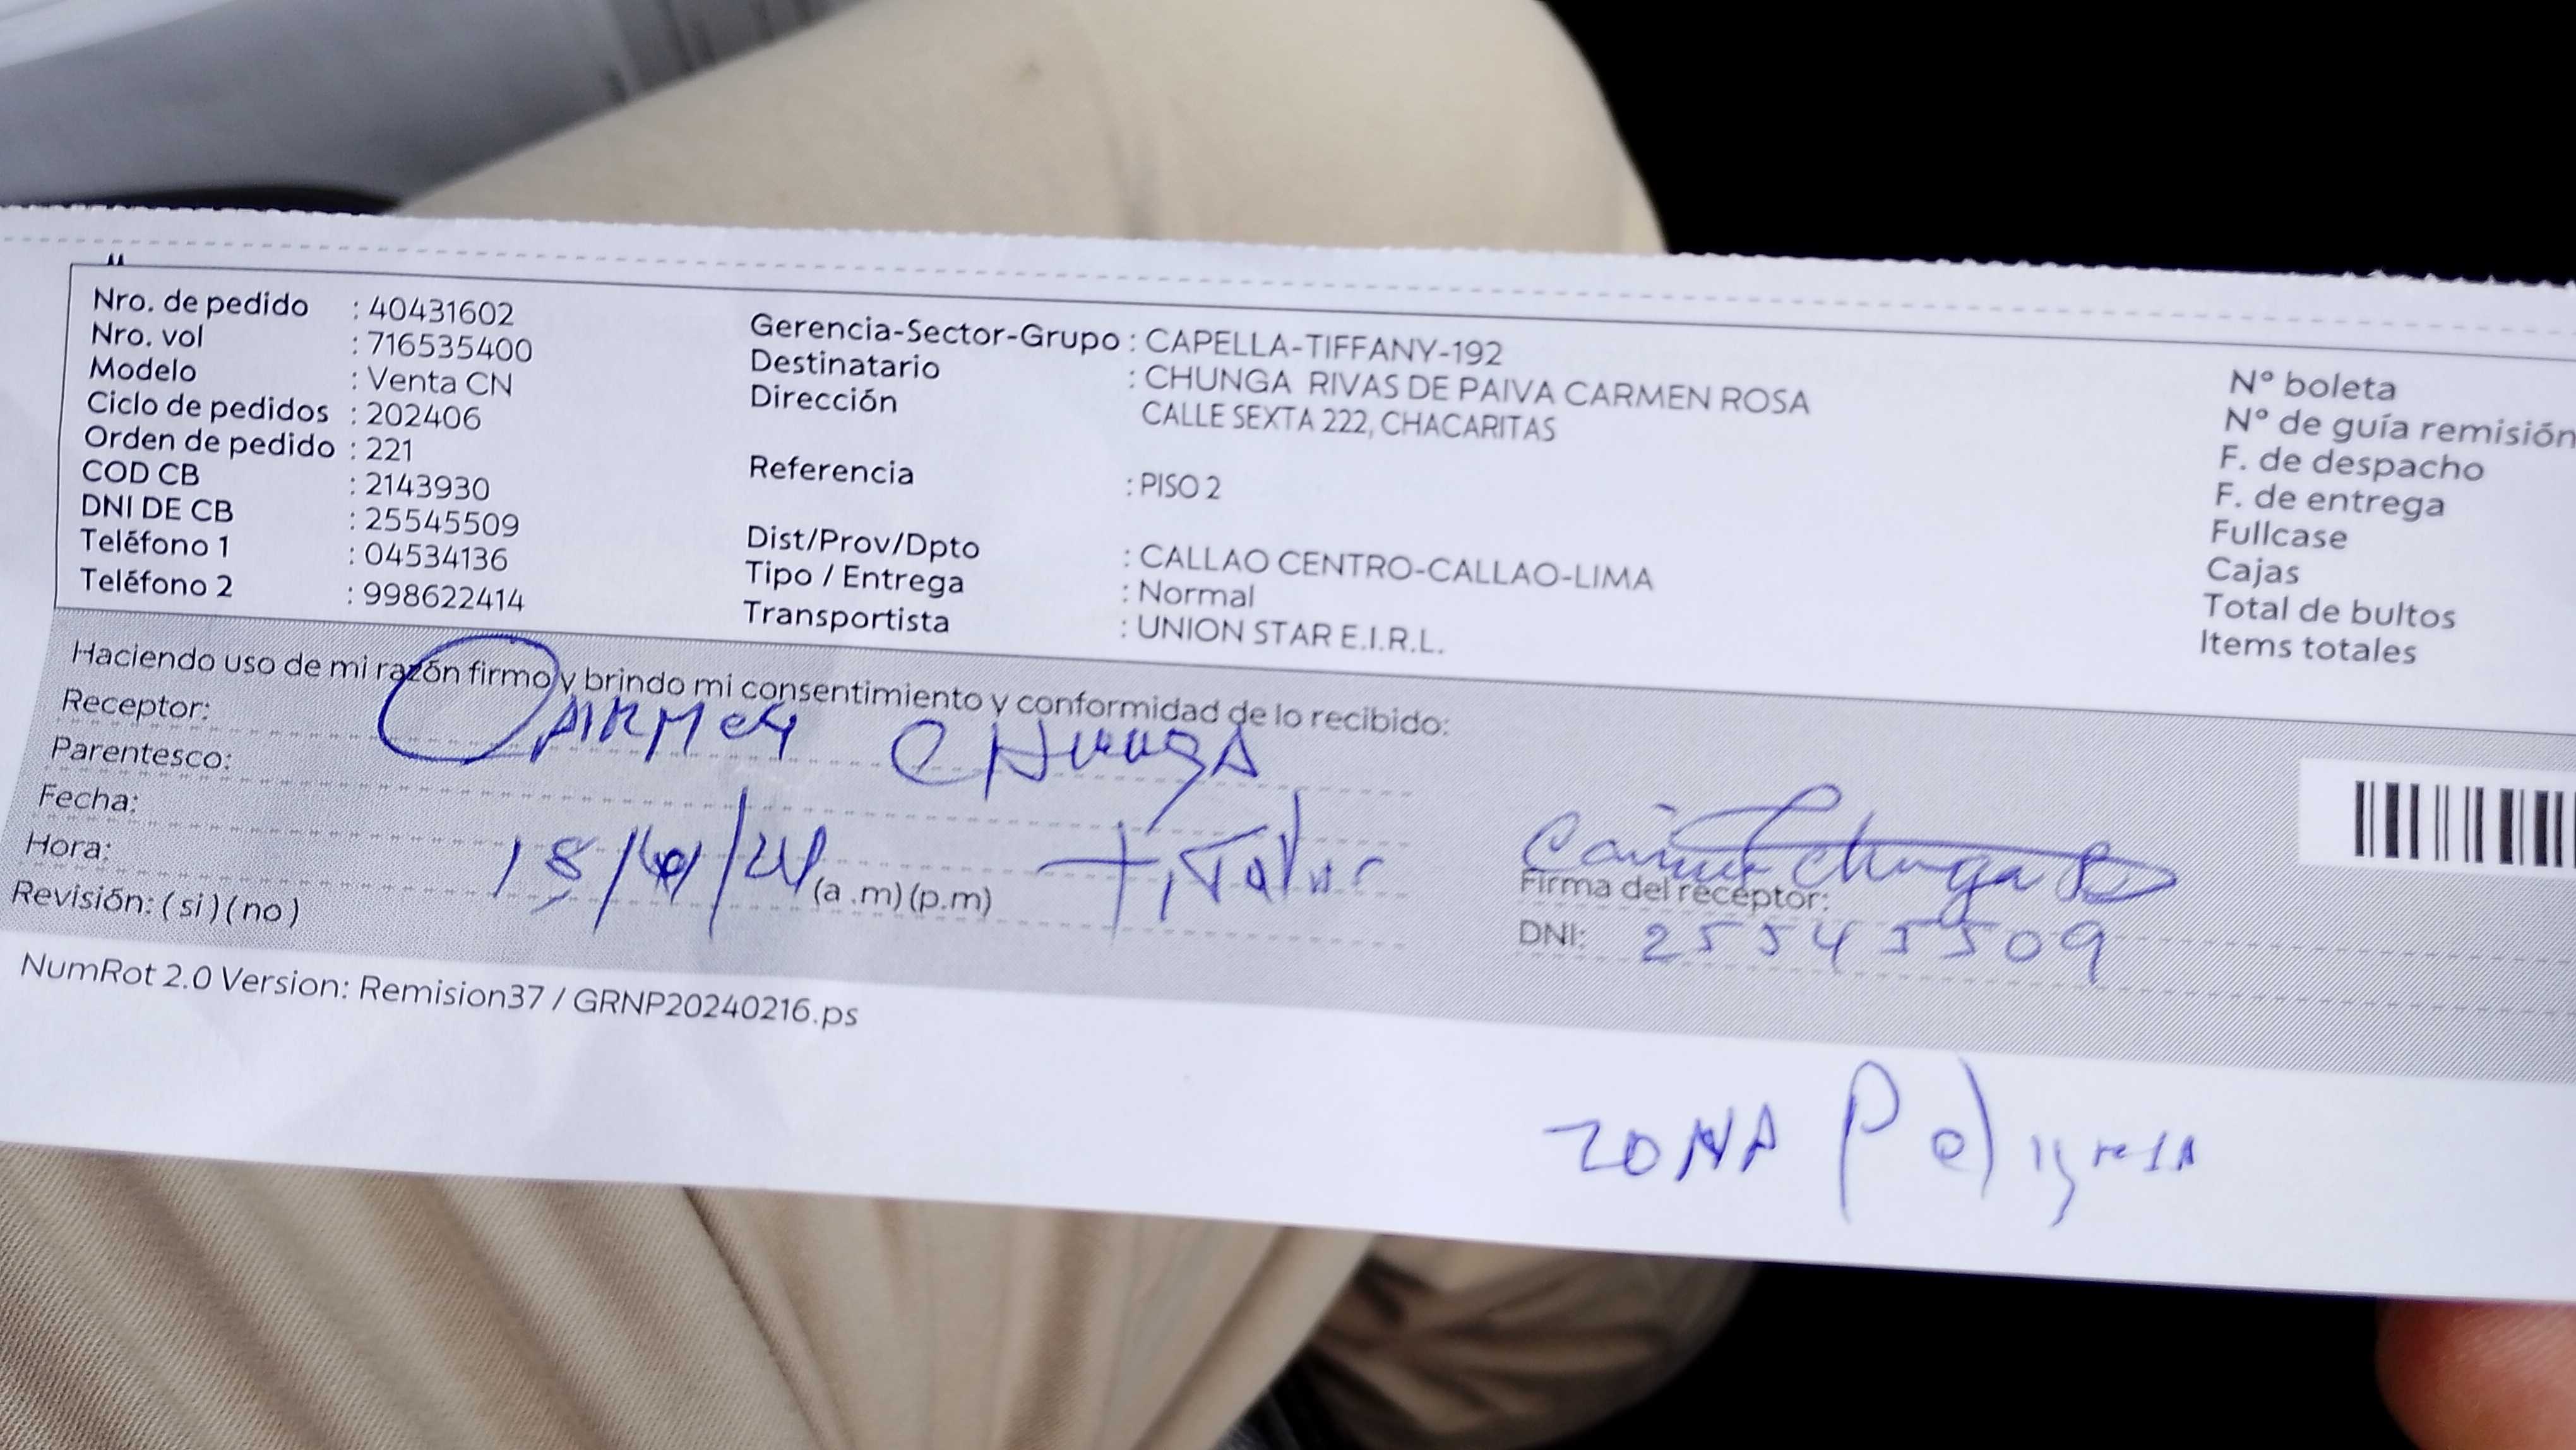 Nro. de pedido : 40431602
Nro. vol : 716535400
Modelo : Venta CN
Ciclo de pedidos : 202406
Orden de pedido : 221
COD CB : 2143930
DNI DE CB : 25545509
Teléfono 1 : 04534136
Teléfono 2 : 998622414
Gerencia-Sector-Grupo : CAPELLA-TIFFANY-192
Destinatario : CHUNGA RIVAS DE PAIVA CARMEN ROSA
Dirección CALLE SEXTA 222, CHACARITAS
Referencia : PISO 2
Dist/Prov/Dpto : CALLAO CENTRO-CALLAO-LIMA
Tipo / Entrega : Normal
Transportista : UNION STAR E.I.R.L.
N° boleta
N° de guía remisión
F. de despacho
F. de entrega
Fullcase
Cajas
Total de bultos
Items totales
Haciendo uso de mi razón firmo y brindo mi consentimiento y conformidad de lo recibido:
Receptor: CARMEN CHUNGA
Parentesco:
Fecha:
Hora: (a .m)(p.m)
Revisión: (si)(no)
Titular
Firma del receptor:
DNI: 25545509
NumRot 2.0 Version: Remision37 / GRNP20240216.ps
ZONA Peligrosa